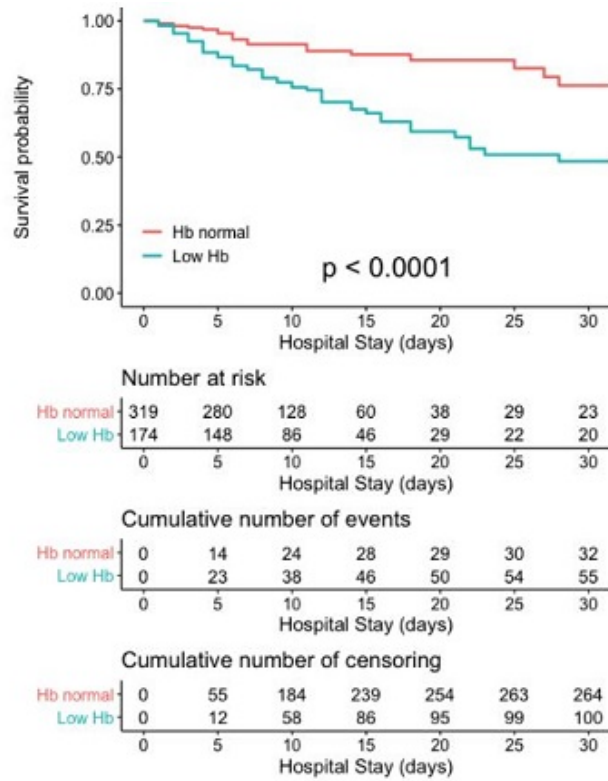 1.00
0.75
0.50
0.25
0.00
Survival probability
Hb normal
Low Hb
p < 0.0001
0 5 10 15 20 25 30
Hospital Stay (days)
Number at risk
Hb normal 319 280 128 60 38 29 23
Low Hb 174 148 86 46 29 22 20
0 5 10 15 20 25 30
Hospital Stay (days)
Cumulative number of events
Hb normal 0 14 24 28 29 30 32
Low Hb 0 23 38 46 50 54 55
0 5 10 15 20 25 30
Hospital Stay (days)
Cumulative number of censoring
Hb normal 0 55 184 239 254 263 264
Low Hb 0 12 58 86 95 99 100
0 5 10 15 20 25 30
Hospital Stay (days)